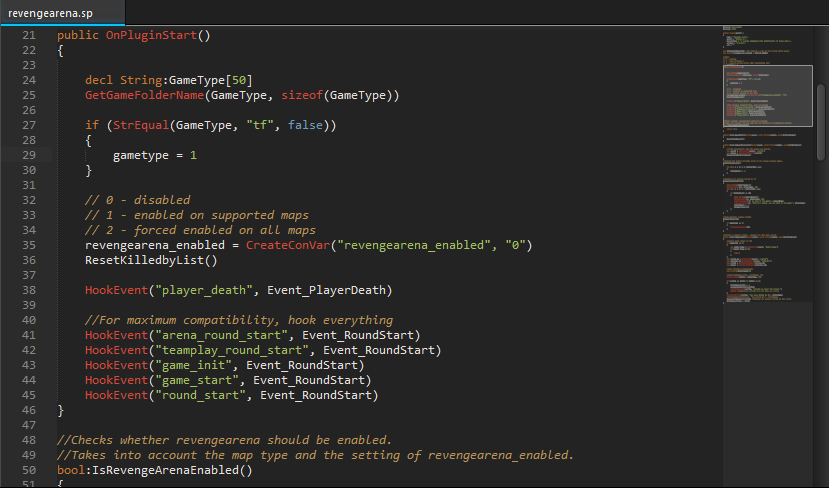 revengearena.sp
21 public OnPluginStart()
22 {
23
24 decl String:GameType[50]
25 GetGameFolderName(GameType, sizeof(GameType))
26
27 if (StrEqual(GameType, "tf", false))
28 {
29 gametype = 1
30 }
31
32 // 0 - disabled
33 // 1 - enabled on supported maps
34 // 2 - forced enabled on all maps
35 revengearena_enabled = CreateConVar("revengearena_enabled", "0")
36 ResetKilledbyList()
37
38 HookEvent("player_death", Event_PlayerDeath)
39
40 //For maximum compatibility, hook everything
41 HookEvent("arena_round_start", Event_RoundStart)
42 HookEvent("teamplay_round_start", Event_RoundStart)
43 HookEvent("game_init", Event_RoundStart)
44 HookEvent("game_start", Event_RoundStart)
45 HookEvent("round_start", Event_RoundStart)
46 }
47
48 //Checks whether revengearena should be enabled.
49 //Takes into account the map type and the setting of revengearena_enabled.
50 bool:IsRevengeArenaEnabled()
51 {